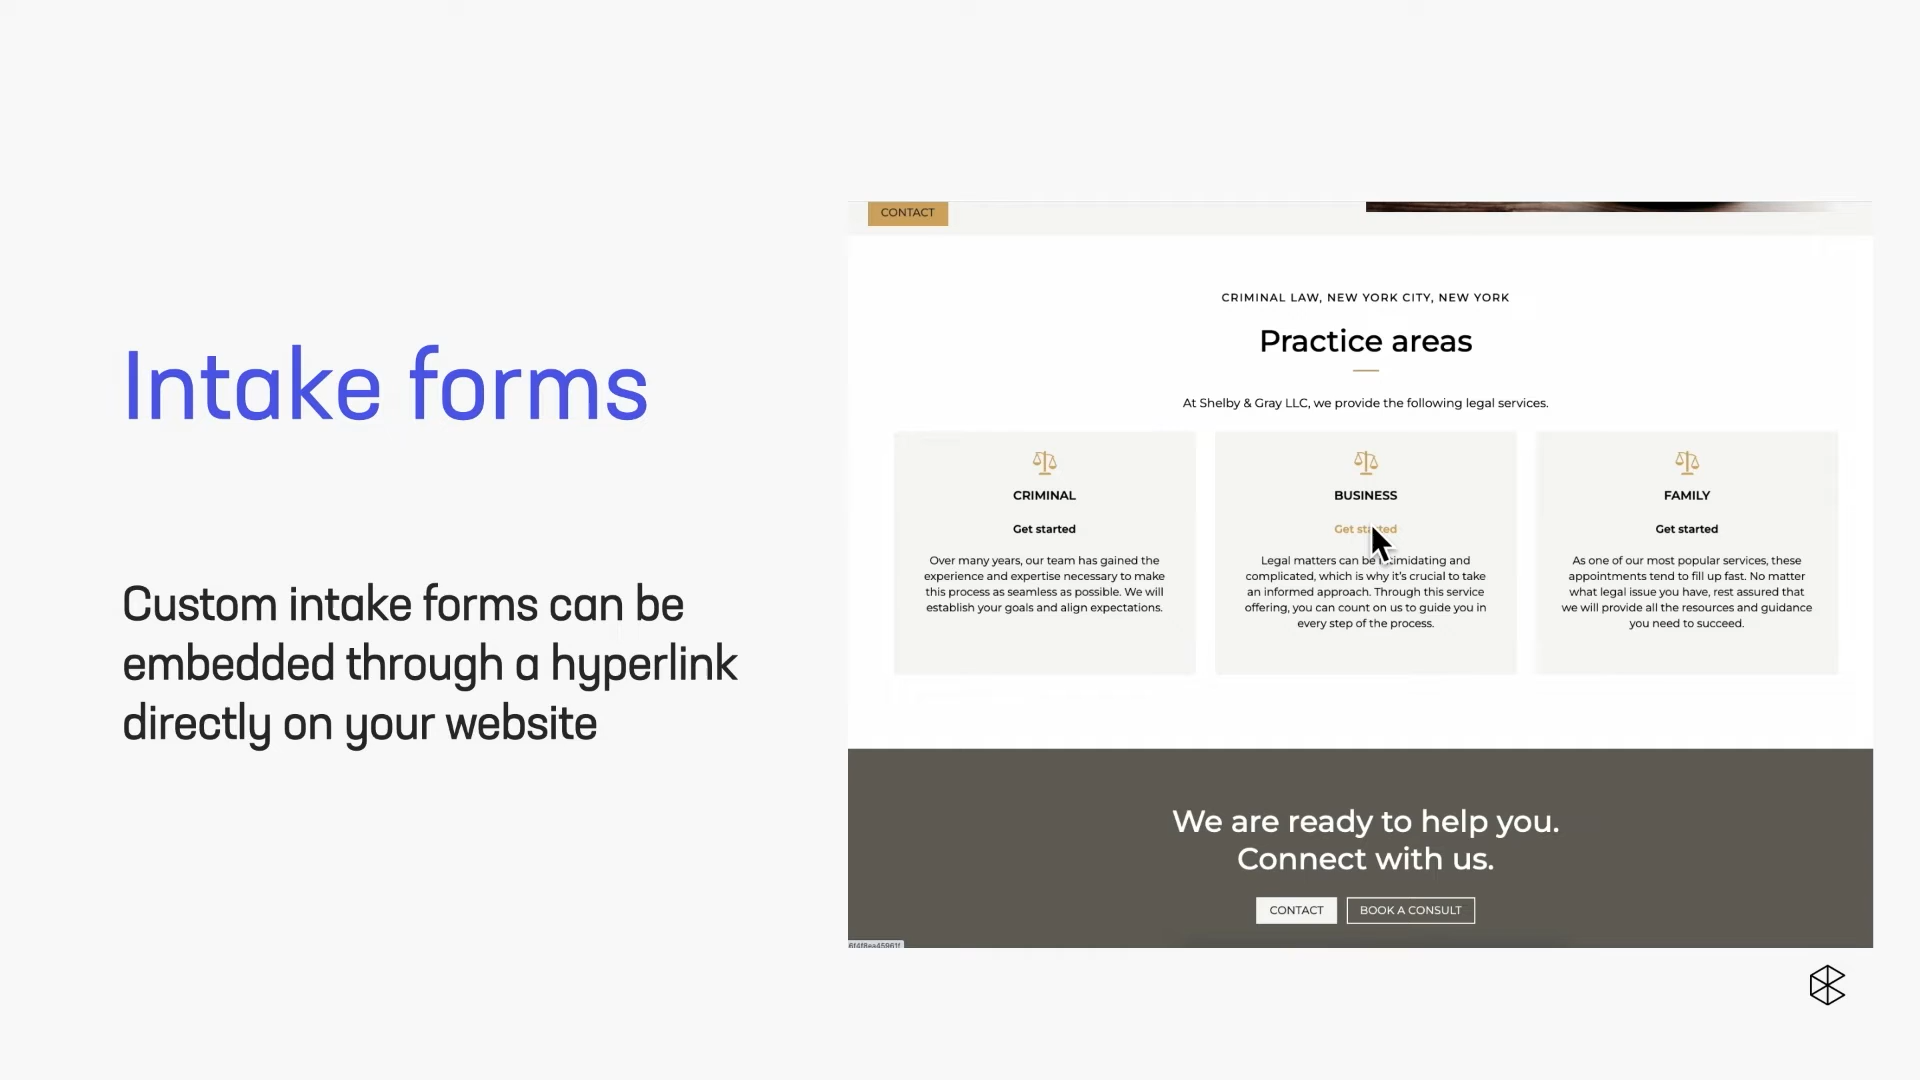 Intake forms
Custom intake forms can be
embedded through a hyperlink
directly on your website
CONTACT
CRIMINAL LAW, NEW YORK CITY, NEW YORK
Practice areas
At Shelby & Gray LLC, we provide the following legal services.
CRIMINAL
Get started
Over many years, our team has gained the
experience and expertise necessary to make
this process as seamless as possible. We will
establish your goals and align expectations.
BUSINESS
Get started
Legal matters can be intimidating and
complicated, which is why it's crucial to take
an informed approach. Through this service
offering, you can count on us to guide you in
every step of the process.
FAMILY
Get started
As one of our most popular services, these
appointments tend to fill up fast. No matter
what legal issue you have, rest assured that
we will provide all the resources and guidance
you need to succeed.
We are ready to help you.
Connect with us.
CONTACT
BOOK A CONSULT